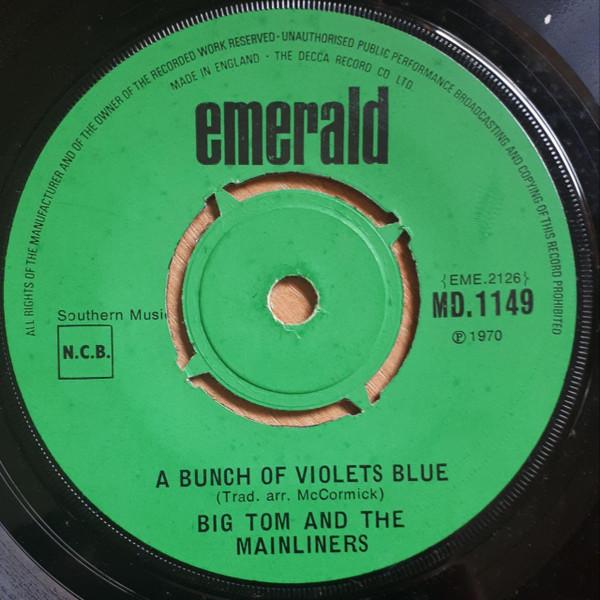 ALL RIGHTS OF THE MANUFACTURER AND OF THE OWNER OF THE RECORDED WORK RESERVED · UNAUTHORISED PUBLIC PERFORMANCE BROADCASTING AND COPYING OF THIS RECORD PROHIBITED
MADE IN ENGLAND · THE DECCA RECORD CO LTD.
emerald
{EME.2126}
MD.1149
Ⓟ 1970
Southern Musi
N.C.B.
A BUNCH OF VIOLETS BLUE
(Trad. arr. McCormick)
BIG TOM AND THE
MAINLINERS